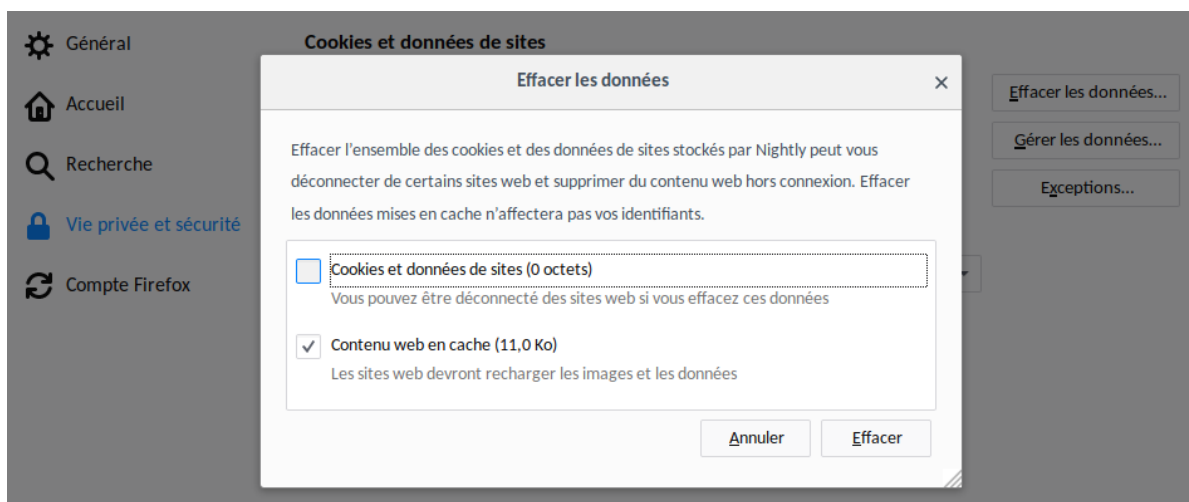 Général
Accueil
Recherche
Vie privée et sécurité
Compte Firefox
Cookies et données de sites
Effacer les données...
Gérer les données...
Exceptions...
Effacer les données
Effacer l’ensemble des cookies et des données de sites stockés par Nightly peut vous
déconnecter de certains sites web et supprimer du contenu web hors connexion. Effacer
les données mises en cache n’affectera pas vos identifiants.
Cookies et données de sites (0 octets)
Vous pouvez être déconnecté des sites web si vous effacez ces données
Contenu web en cache (11,0 Ko)
Les sites web devront recharger les images et les données
Annuler
Effacer